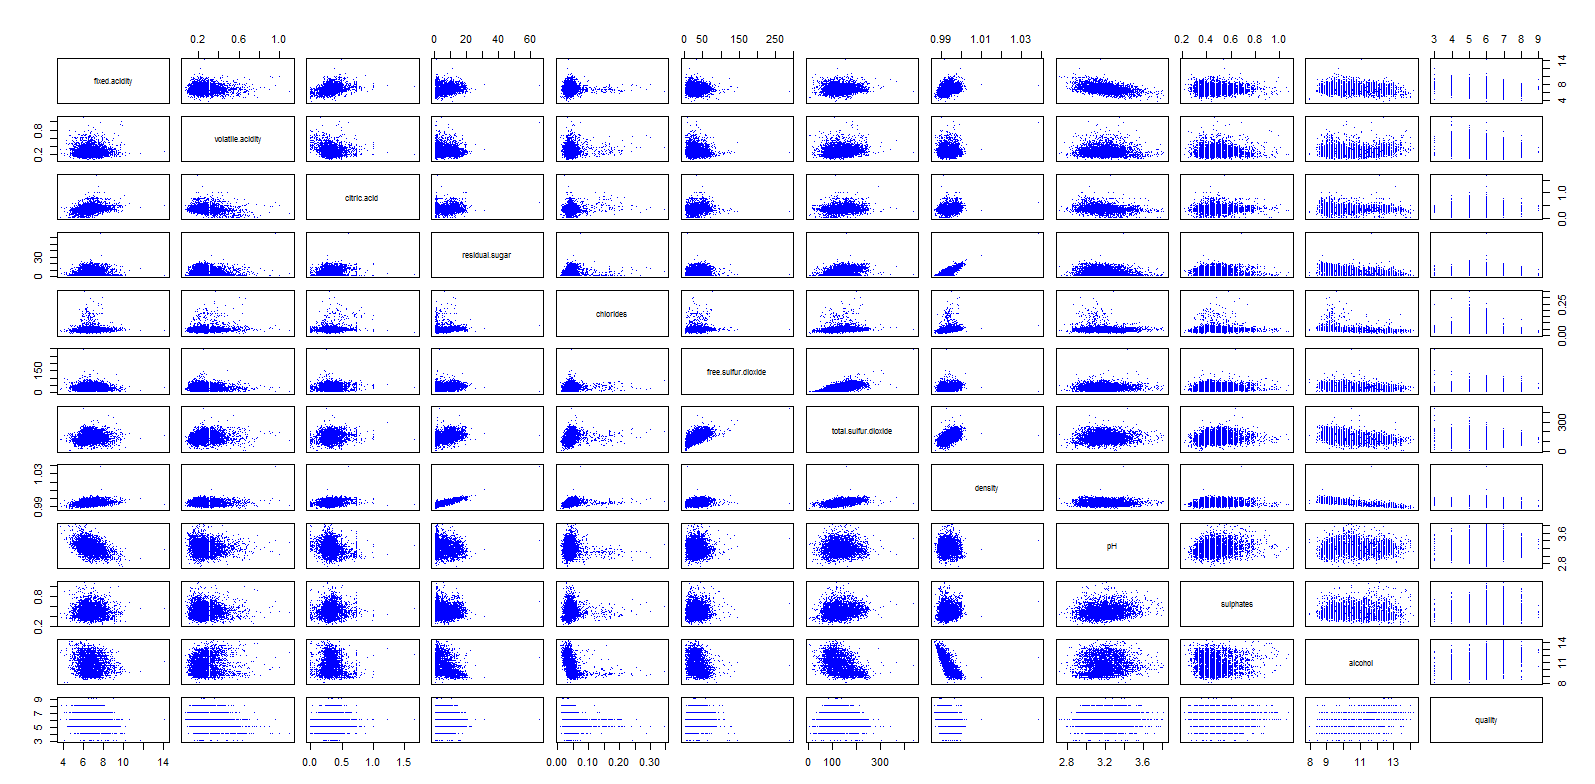 0.2 0.6 1.0 0 20 40 60 0 50 150 250 0.99 1.01 1.03 0.2 0.4 0.6 0.8 1.0 3 4 5 6 7 8 9
fixed.acidity 4 8 14
0.2 0.8 volatile.acidity
citric.acid 0.0 1.0
0 30 residual.sugar
chlorides 0.00 0.25
0 150 free.sulfur.dioxide
total.sulfur.dioxide 0 300
0.99 1.03 density
pH 2.8 3.6
0.2 0.8 sulphates
alcohol 8 11 14
3 5 7 9 quality
4 6 8 10 14 0.0 0.5 1.0 1.5 0.00 0.10 0.20 0.30 0 100 300 2.8 3.2 3.6 8 9 11 13